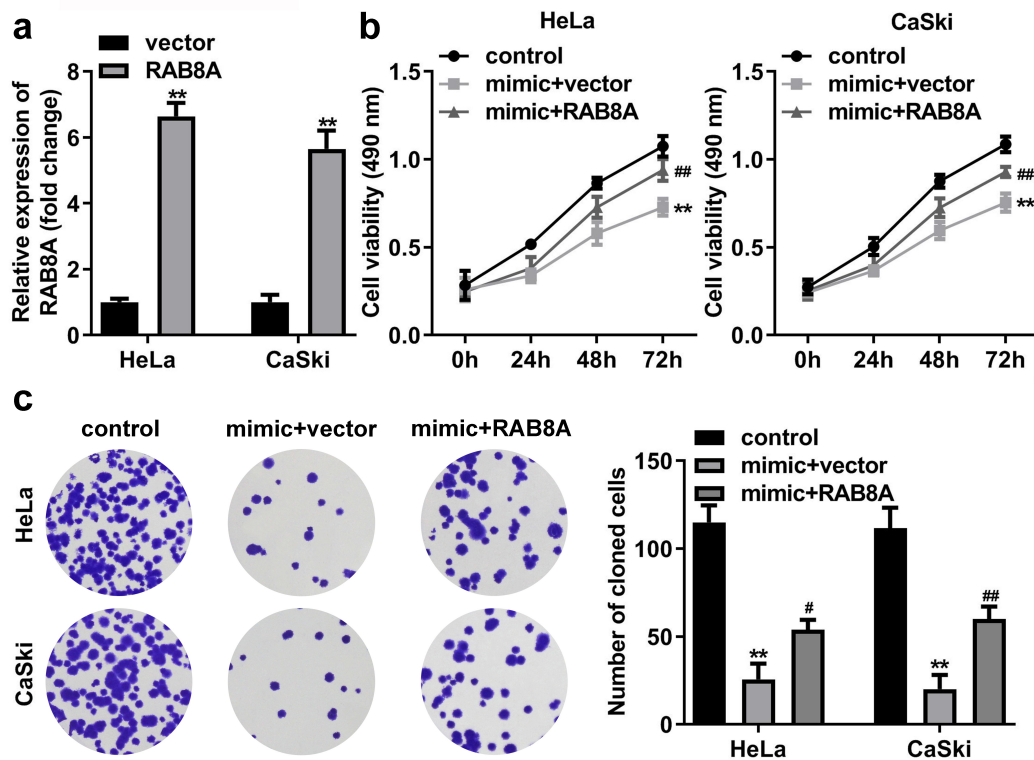 a
vector
RAB8A
Relative expression of
RAB8A (fold change)
8
6
4
2
0
**
**
HeLa
CaSki
b
HeLa
control
mimic+vector
mimic+RAB8A
Cell viability (490 nm)
1.5
1.0
0.5
0.0
##
**
0h
24h
48h
72h
CaSki
control
mimic+vector
mimic+RAB8A
Cell viability (490 nm)
1.5
1.0
0.5
0.0
##
**
0h
24h
48h
72h
c
control
mimic+vector
mimic+RAB8A
HeLa
CaSki
control
mimic+vector
mimic+RAB8A
Number of cloned cells
150
100
50
0
**
#
**
##
HeLa
CaSki